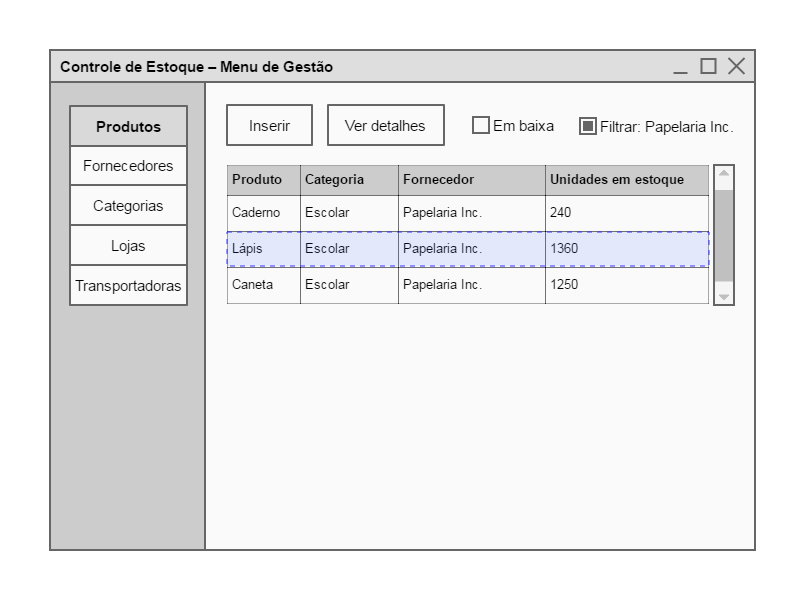 Controle de Estoque – Menu de Gestão
Produtos
Fornecedores
Categorias
Lojas
Transportadoras
Inserir Ver detalhes Em baixa Filtrar: Papelaria Inc.
Produto Categoria Fornecedor Unidades em estoque
Caderno Escolar Papelaria Inc. 240
Lápis Escolar Papelaria Inc. 1360
Caneta Escolar Papelaria Inc. 1250